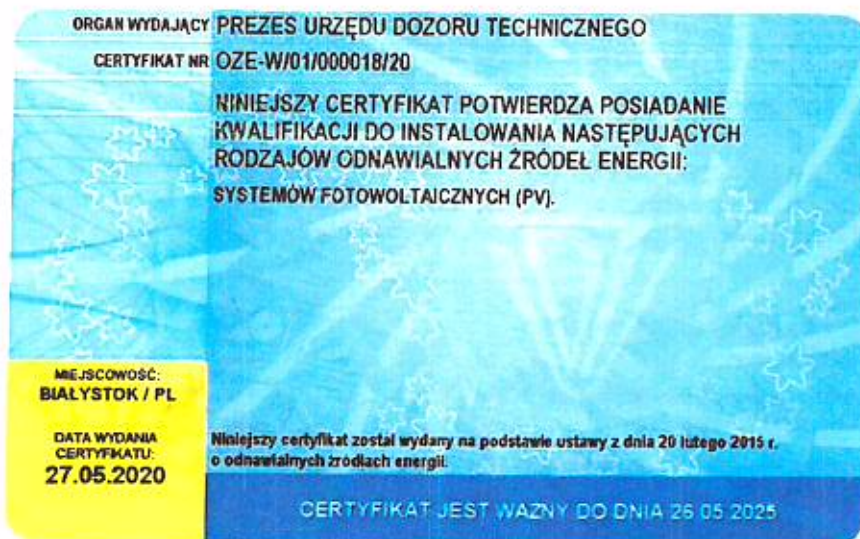 ORGAN WYDAJĄCY PREZES URZĘDU DOZORU TECHNICZNEGO
CERTYFIKAT NR OZE-W/01/000018/20
NINIEJSZY CERTYFIKAT POTWIERDZA POSIADANIE
KWALIFIKACJI DO INSTALOWANIA NASTĘPUJĄCYCH
RODZAJÓW ODNAWIALNYCH ŹRÓDEŁ ENERGII:
SYSTEMÓW FOTOWOLTAICZNYCH (PV).
MIEJSCOWOŚĆ:
BIAŁYSTOK / PL
DATA WYDANIA
CERTYFIKATU:
27.05.2020
Niniejszy certyfikat został wydany na podstawie ustawy z dnia 20 lutego 2015 r.
o odnawialnych źródłach energii.
CERTYFIKAT JEST WAŻNY DO DNIA 26 05 2025